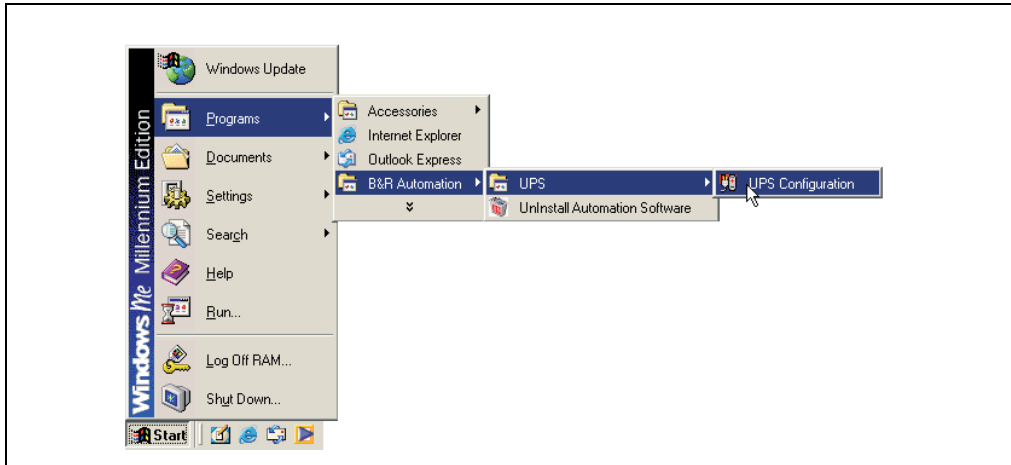 Windows Me Millennium Edition
Windows Update
Programs
Documents
Settings
Search
Help
Run...
Log Off RAM...
Shut Down...
Accessories
Internet Explorer
Outlook Express
B&R Automation
UPS
UnInstall Automation Software
UPS Configuration
Start